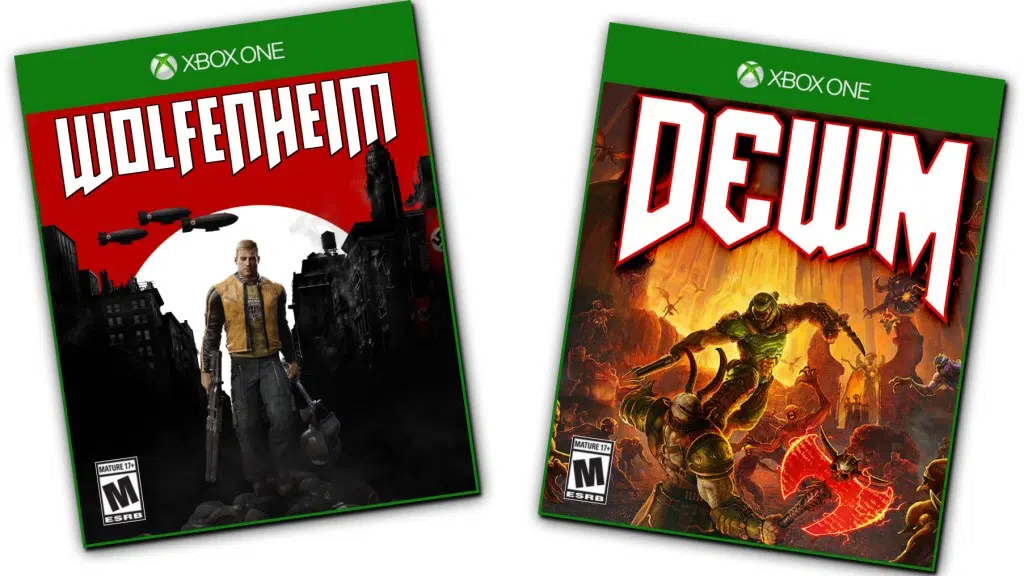 XBOX ONE
WOLFENHEIM
MATURE 17+
M
ESRB
XBOX ONE
DEWM
MATURE 17+
M
ESRB